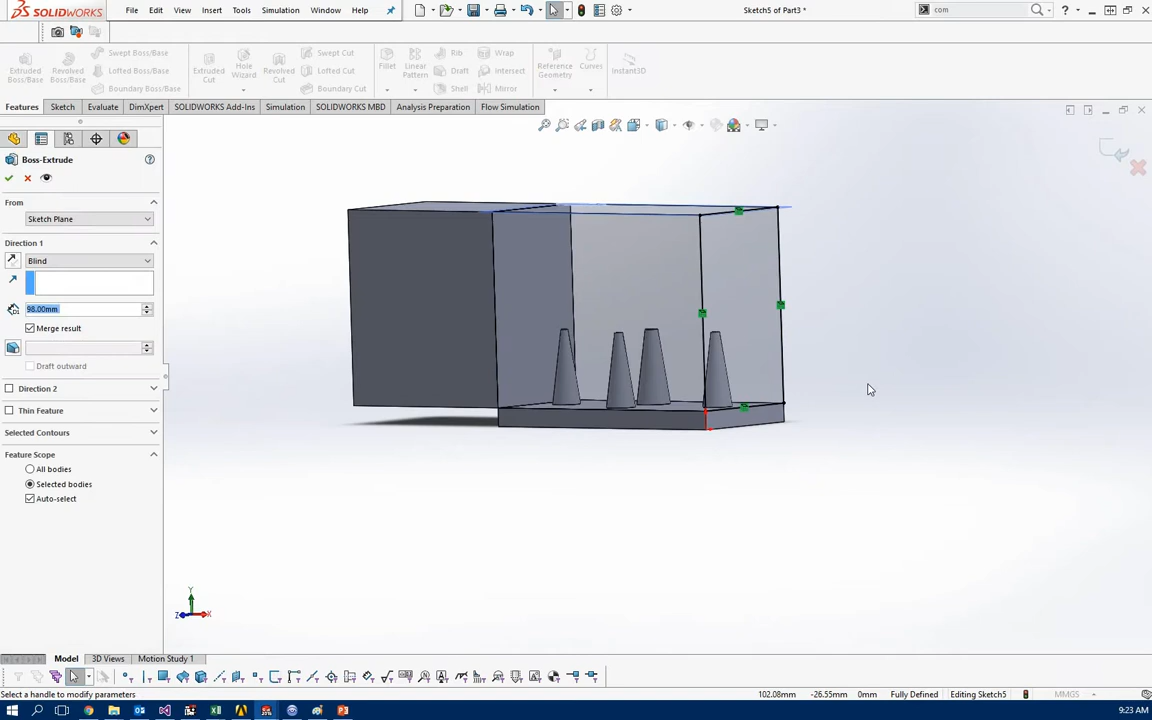 SOLIDWORKS File Edit View Insert Tools Simulation Window Help Sketch5 of Part3 * com
Extruded Boss/Base Revolved Boss/Base Swept Boss/Base Lofted Boss/Base Boundary Boss/Base Extruded Cut Hole Wizard Revolved Cut Swept Cut Lofted Cut Boundary Cut Fillet Linear Pattern Rib Draft Shell Wrap Intersect Mirror Reference Geometry Curves Instant3D
Features Sketch Evaluate DimXpert SOLIDWORKS Add-Ins Simulation SOLIDWORKS MBD Analysis Preparation Flow Simulation
Boss-Extrude
From
Sketch Plane
Direction 1
Blind
98.00mm
Merge result
Draft outward
Direction 2
Thin Feature
Selected Contours
Feature Scope
All bodies
Selected bodies
Auto-select
Y
Z X
Model 3D Views Motion Study 1
Select a handle to modify parameters 102.08mm -26.55mm 0mm Fully Defined Editing Sketch5 MMGS
9:23 AM